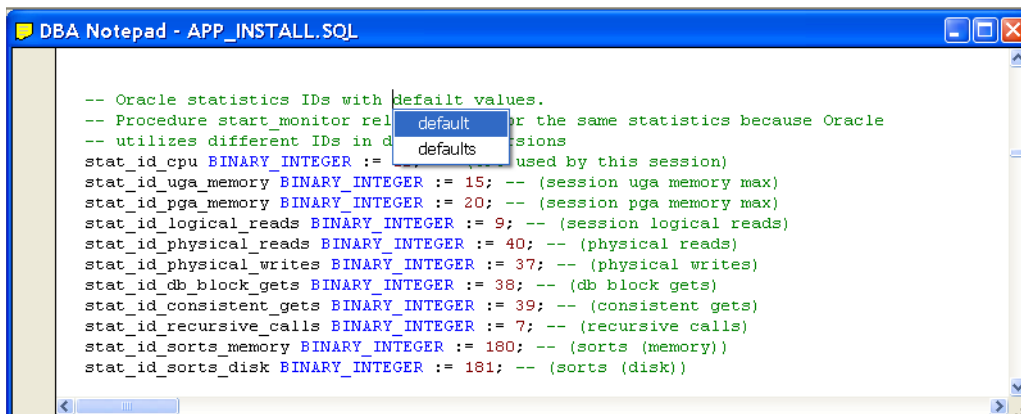 DBA Notepad - APP_INSTALL.SQL
-- Oracle statistics IDs with defailt values.
-- Procedure start_monitor rel or the same statistics because Oracle
default
-- utilizes different IDs in d rsions
defaults
stat_id_cpu BINARY_INTEGER := used by this session)
stat_id_uga_memory BINARY_INTEGER := 15; -- (session uga memory max)
stat_id_pga_memory BINARY_INTEGER := 20; -- (session pga memory max)
stat_id_logical_reads BINARY_INTEGER := 9; -- (session logical reads)
stat_id_physical_reads BINARY_INTEGER := 40; -- (physical reads)
stat_id_physical_writes BINARY_INTEGER := 37; -- (physical writes)
stat_id_db_block_gets BINARY_INTEGER := 38; -- (db block gets)
stat_id_consistent_gets BINARY_INTEGER := 39; -- (consistent gets)
stat_id_recursive_calls BINARY_INTEGER := 7; -- (recursive calls)
stat_id_sorts_memory BINARY_INTEGER := 180; -- (sorts (memory))
stat_id_sorts_disk BINARY_INTEGER := 181; -- (sorts (disk))